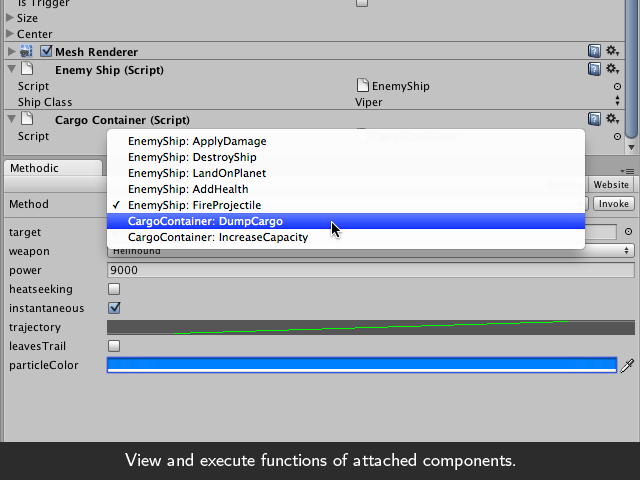 Is Trigger
Size
Center
Mesh Renderer
Enemy Ship (Script)
Script EnemyShip
Ship Class Viper
Cargo Container (Script)
Script
EnemyShip: ApplyDamage
EnemyShip: DestroyShip
EnemyShip: LandOnPlanet
EnemyShip: AddHealth
✓ EnemyShip: FireProjectile
CargoContainer: DumpCargo
CargoContainer: IncreaseCapacity
Methodic
Website
Method Invoke
target
weapon Hellhound
power 9000
heatseeking
instantaneous
trajectory
leavesTrail
particleColor
View and execute functions of attached components.